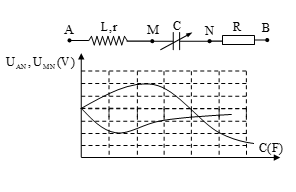 A L,r M C N R B
U_AN, U_MN(V)
C(F)